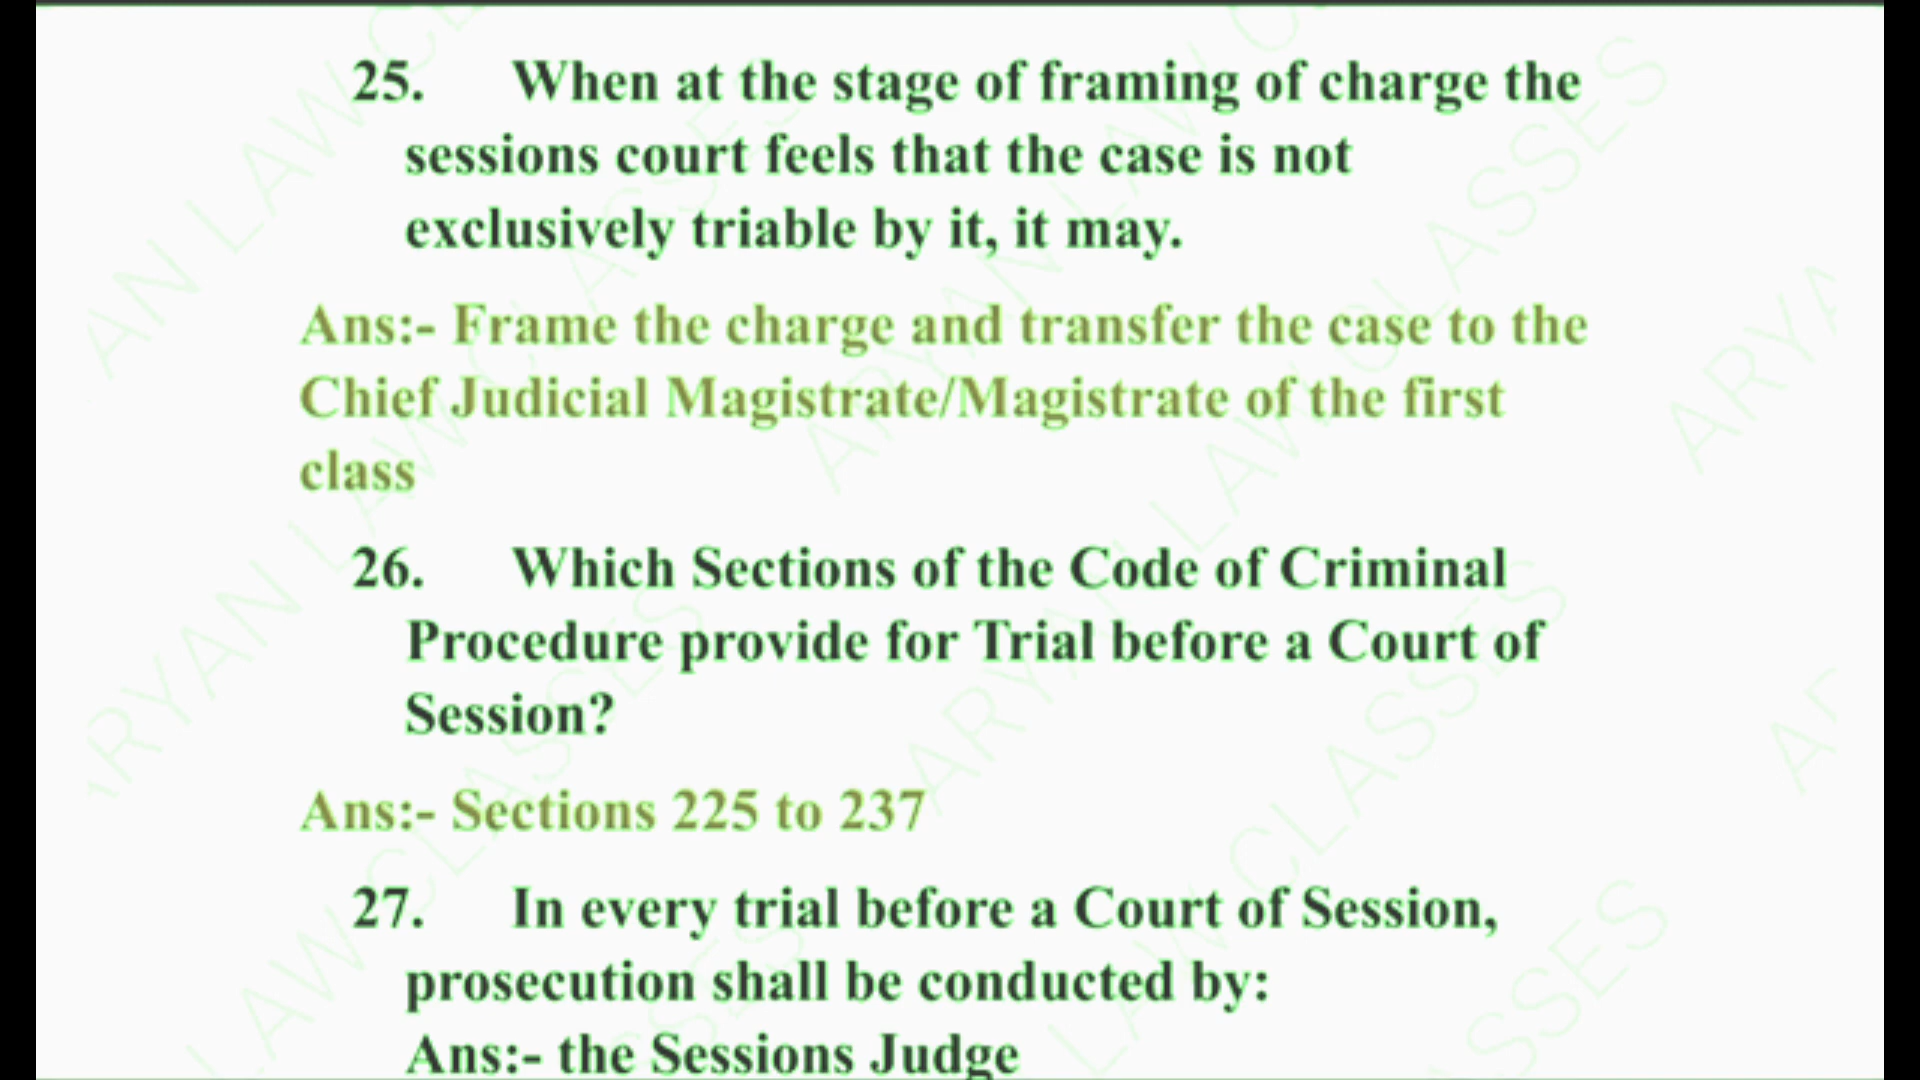 25. When at the stage of framing of charge the
sessions court feels that the case is not
exclusively triable by it, it may.
Ans:- Frame the charge and transfer the case to the
Chief Judicial Magistrate/Magistrate of the first
class
26. Which Sections of the Code of Criminal
Procedure provide for Trial before a Court of
Session?
Ans:- Sections 225 to 237
27. In every trial before a Court of Session,
prosecution shall be conducted by:
Ans:- the Sessions Judge
ARYAN LAW CLASSES